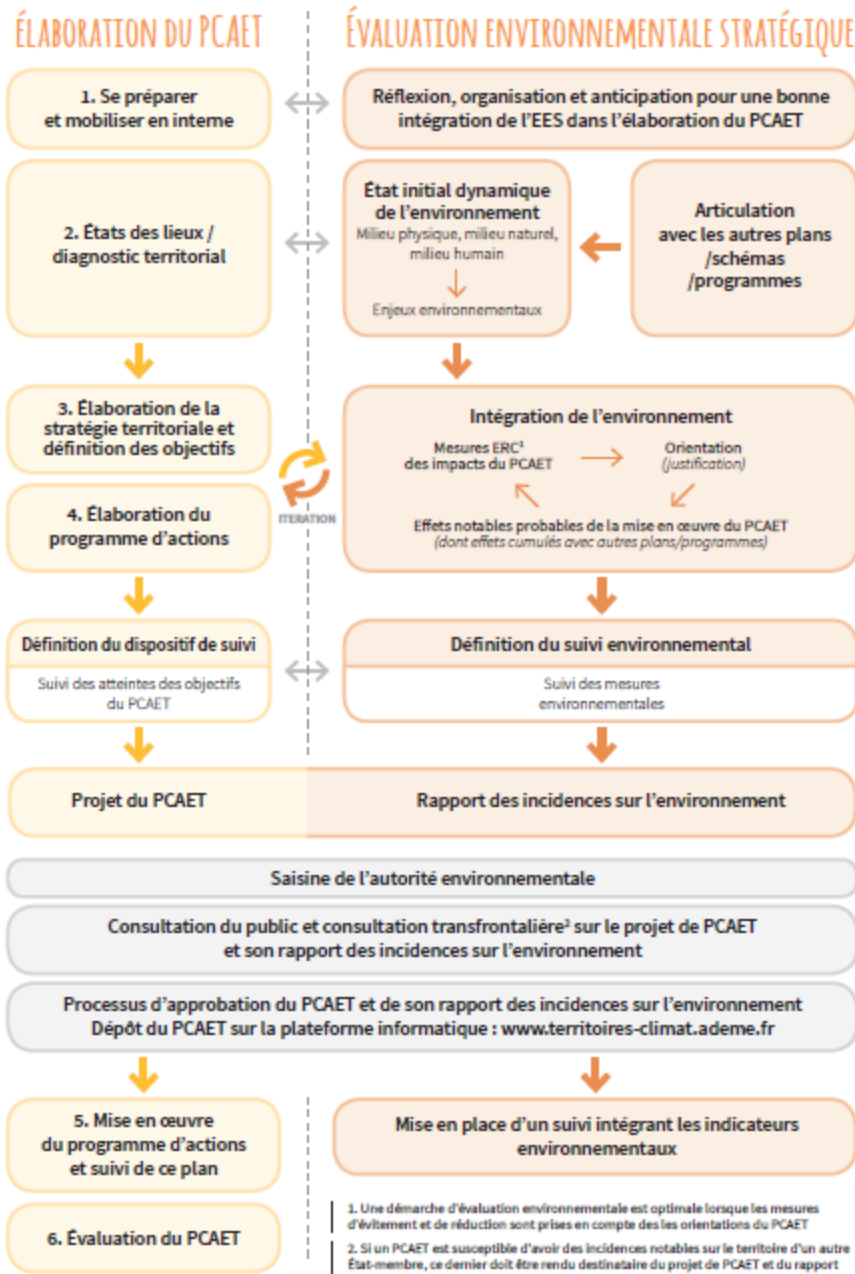 ÉLABORATION DU PCAET
ÉVALUATION ENVIRONNEMENTALE STRATÉGIQUE
1. Se préparer
et mobiliser en interne
Réflexion, organisation et anticipation pour une bonne
intégration de l'EES dans l'élaboration du PCAET
2. États des lieux /
diagnostic territorial
État initial dynamique
de l'environnement
Milieu physique, milieu naturel,
milieu humain
Enjeux environnementaux
Articulation
avec les autres plans
/schémas
/programmes
3. Élaboration de la
stratégie territoriale et
définition des objectifs
4. Élaboration du
programme d'actions
ITERATION
Intégration de l'environnement
Mesures ERC¹
des impacts du PCAET
Orientation
(justification)
Effets notables probables de la mise en œuvre du PCAET
(dont effets cumulés avec autres plans/programmes)
Définition du dispositif de suivi
Suivi des atteintes des objectifs
du PCAET
Définition du suivi environnemental
Suivi des mesures
environnementales
Projet du PCAET
Rapport des incidences sur l'environnement
Saisine de l'autorité environnementale
Consultation du public et consultation transfrontalière² sur le projet de PCAET
et son rapport des incidences sur l'environnement
Processus d'approbation du PCAET et de son rapport des incidences sur l'environnement
Dépôt du PCAET sur la plateforme informatique : www.territoires-climat.ademe.fr
5. Mise en œuvre
du programme d'actions
et suivi de ce plan
Mise en place d'un suivi intégrant les indicateurs
environnementaux
6. Évaluation du PCAET
1. Une démarche d'évaluation environnementale est optimale lorsque les mesures
d'évitement et de réduction sont prises en compte des les orientations du PCAET
2. Si un PCAET est susceptible d'avoir des incidences notables sur le territoire d'un autre
État-membre, ce dernier doit être rendu destinataire du projet de PCAET et du rapport